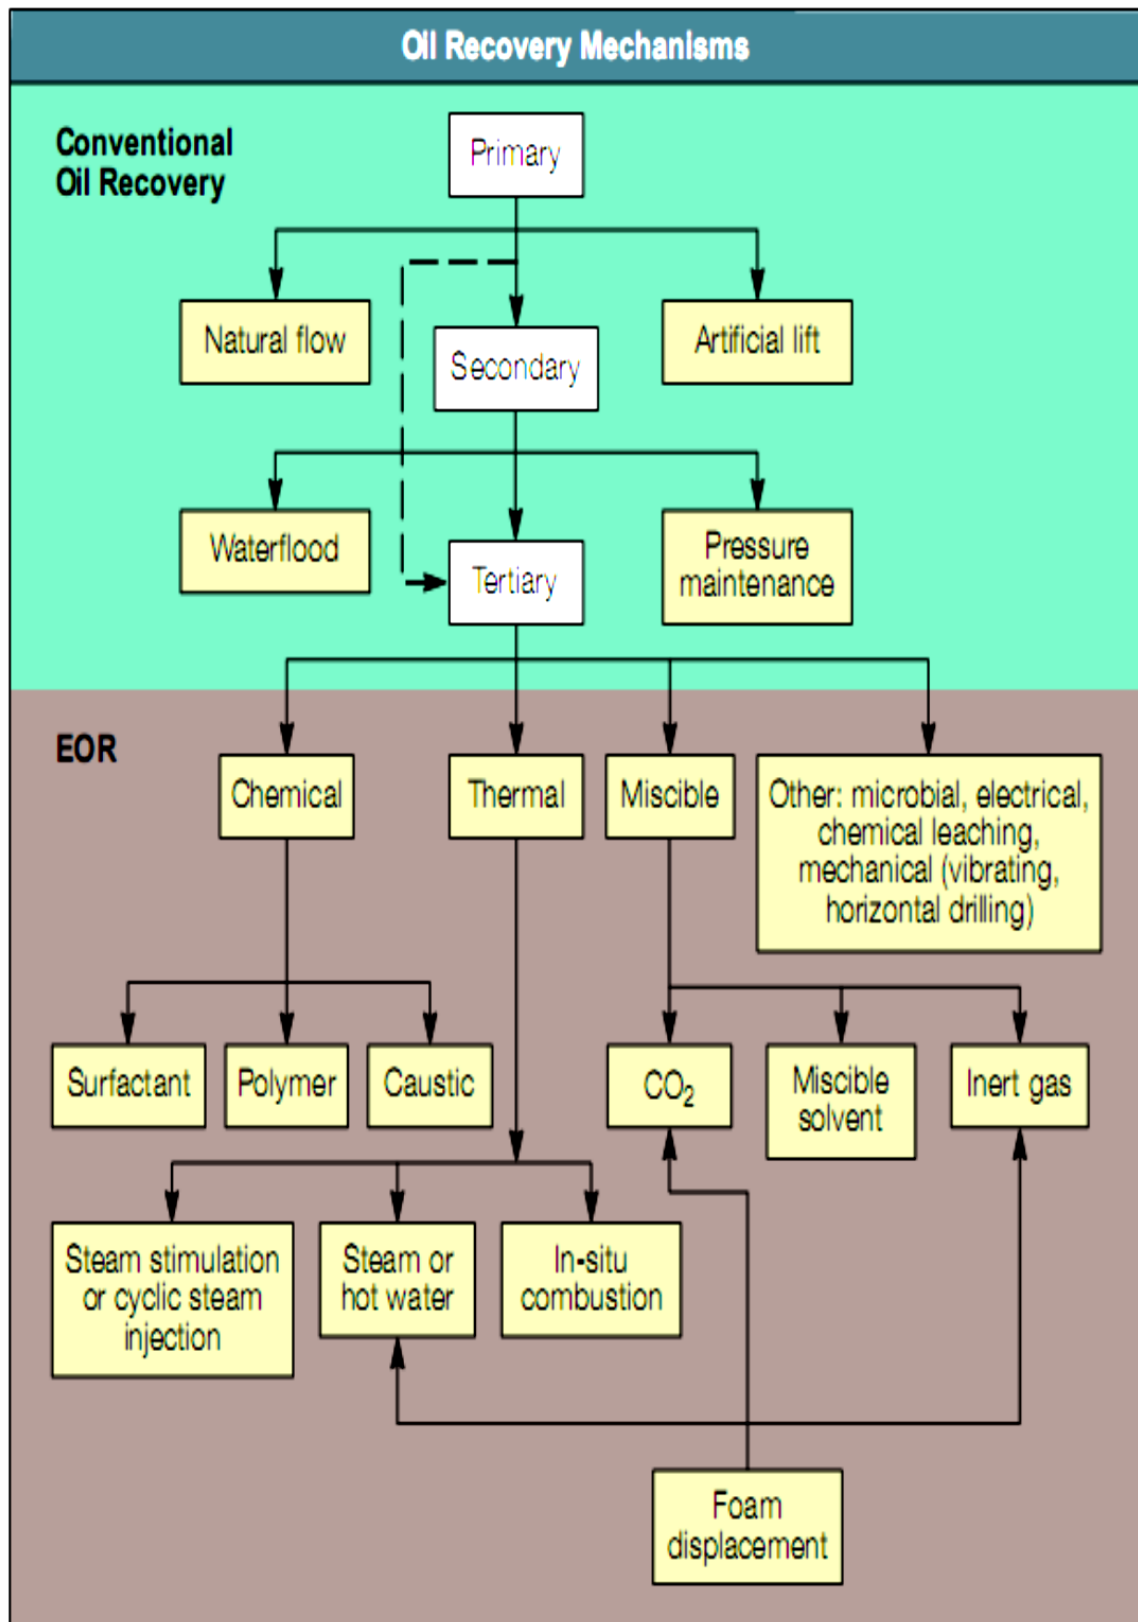 Oil Recovery Mechanisms
Conventional
Oil Recovery
Primary
Natural flow
Secondary
Artificial lift
Waterflood
Tertiary
Pressure
maintenance
EOR
Chemical
Thermal
Miscible
Other: microbial, electrical,
chemical leaching,
mechanical (vibrating,
horizontal drilling)
Surfactant
Polymer
Caustic
CO₂
Miscible
solvent
Inert gas
Steam stimulation
or cyclic steam
injection
Steam or
hot water
In-situ
combustion
Foam
displacement